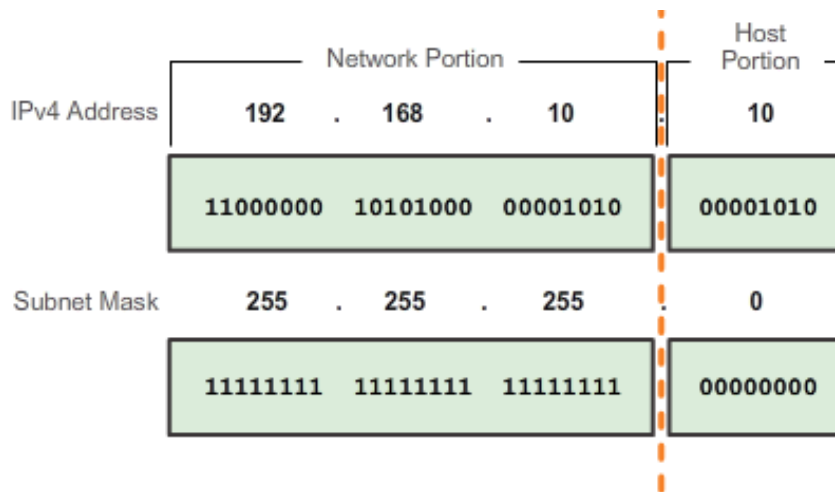 Host
Network Portion Portion
IPv4 Address 192 . 168 . 10 . 10
11000000 10101000 00001010 00001010
Subnet Mask 255 . 255 . 255 . 0
11111111 11111111 11111111 00000000